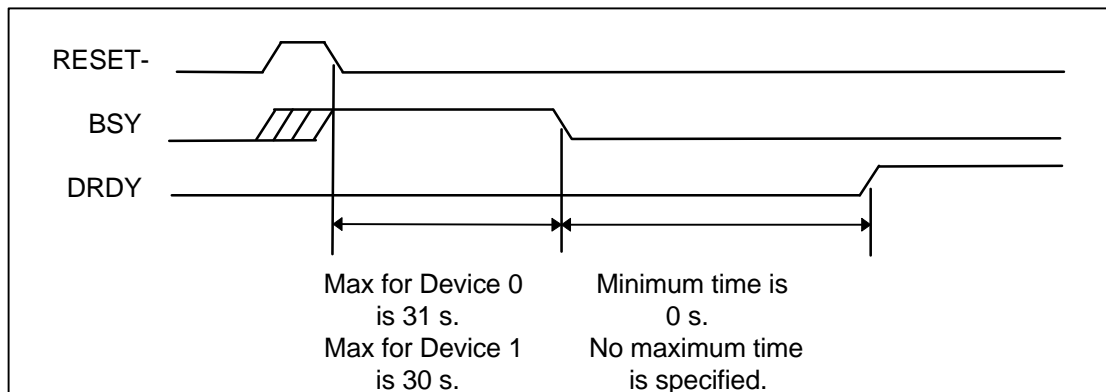 RESET-
BSY
DRDY
Max for Device 0
is 31 s.
Max for Device 1
is 30 s.
Minimum time is
0 s.
No maximum time
is specified.